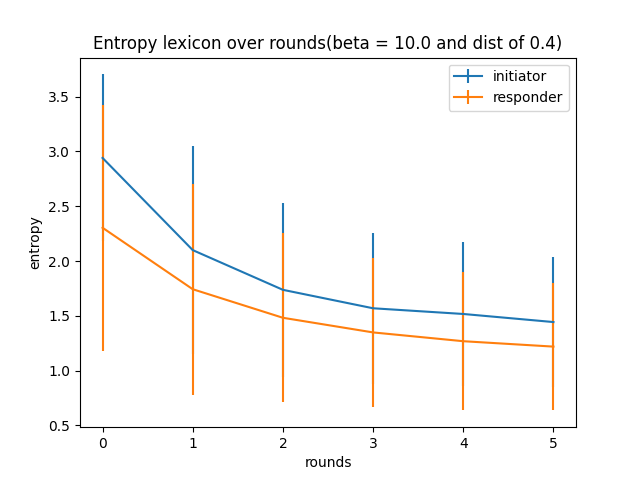 Entropy lexicon over rounds(beta = 10.0 and dist of 0.4)
initiator
responder
3.5
3.0
2.5
2.0
1.5
1.0
0.5
entropy
0 1 2 3 4 5
rounds